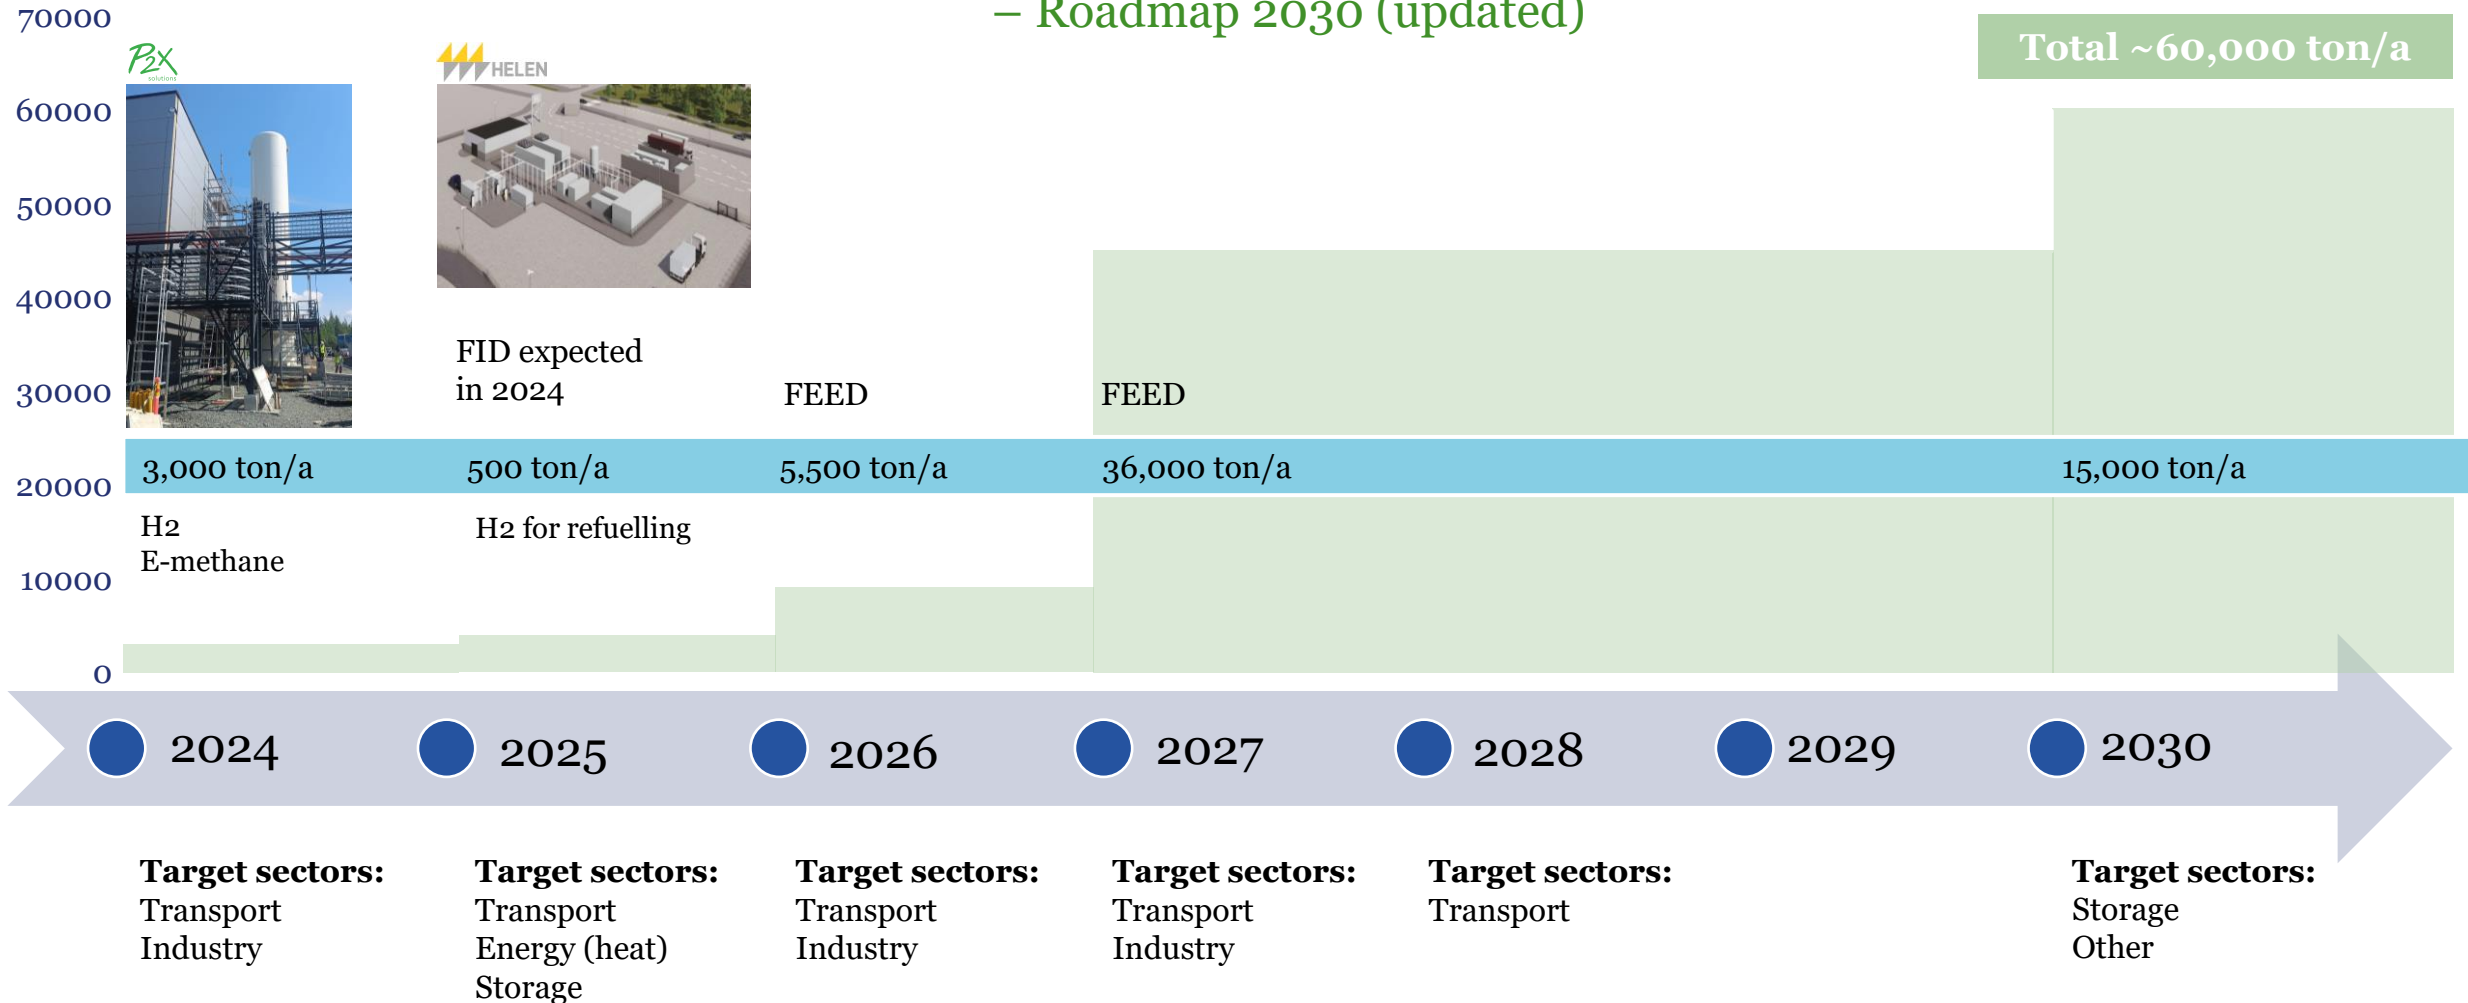 – Roadmap 2030 (updated)
Total ~60,000 ton/a
70000
60000
50000
40000
30000
20000
10000
0
P2X
solutions
HELEN
FID expected
in 2024
FEED
FEED
3,000 ton/a
500 ton/a
5,500 ton/a
36,000 ton/a
15,000 ton/a
H2
E-methane
H2 for refuelling
2024
2025
2026
2027
2028
2029
2030
Target sectors:
Transport
Industry
Target sectors:
Transport
Energy (heat)
Storage
Target sectors:
Transport
Industry
Target sectors:
Transport
Industry
Target sectors:
Transport
Target sectors:
Storage
Other